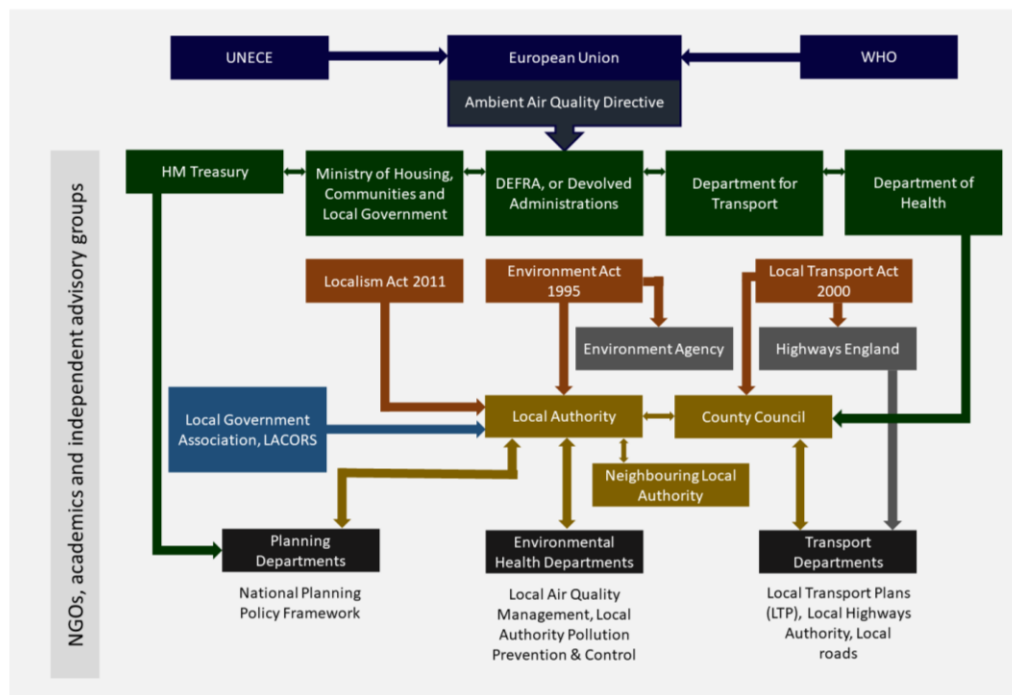 UNECE
European Union
WHO
Ambient Air Quality Directive
NGOs, academics and independent advisory groups
HM Treasury
Ministry of Housing,
Communities and
Local Government
DEFRA, or Devolved
Administrations
Department for
Transport
Department of
Health
Localism Act 2011
Environment Act
1995
Local Transport Act
2000
Environment Agency
Highways England
Local Government
Association, LACORS
Local Authority
County Council
Neighbouring Local
Authority
Planning
Departments
Environmental
Health Departments
Transport
Departments
National Planning
Policy Framework
Local Air Quality
Management, Local
Authority Pollution
Prevention & Control
Local Transport Plans
(LTP), Local Highways
Authority, Local
roads